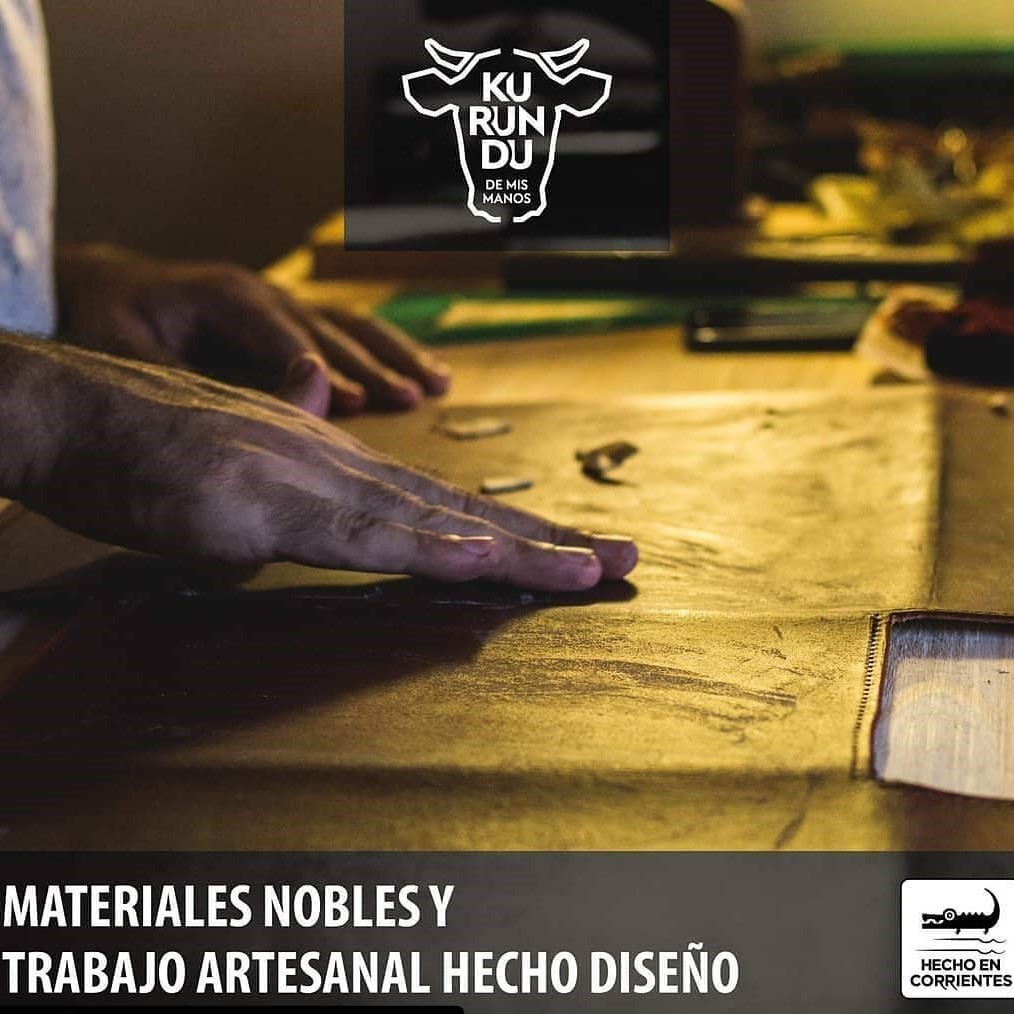 KU
RUN
DU
DE MIS
MANOS
MATERIALES NOBLES Y
TRABAJO ARTESANAL HECHO DISEÑO
HECHO EN
CORRIENTES